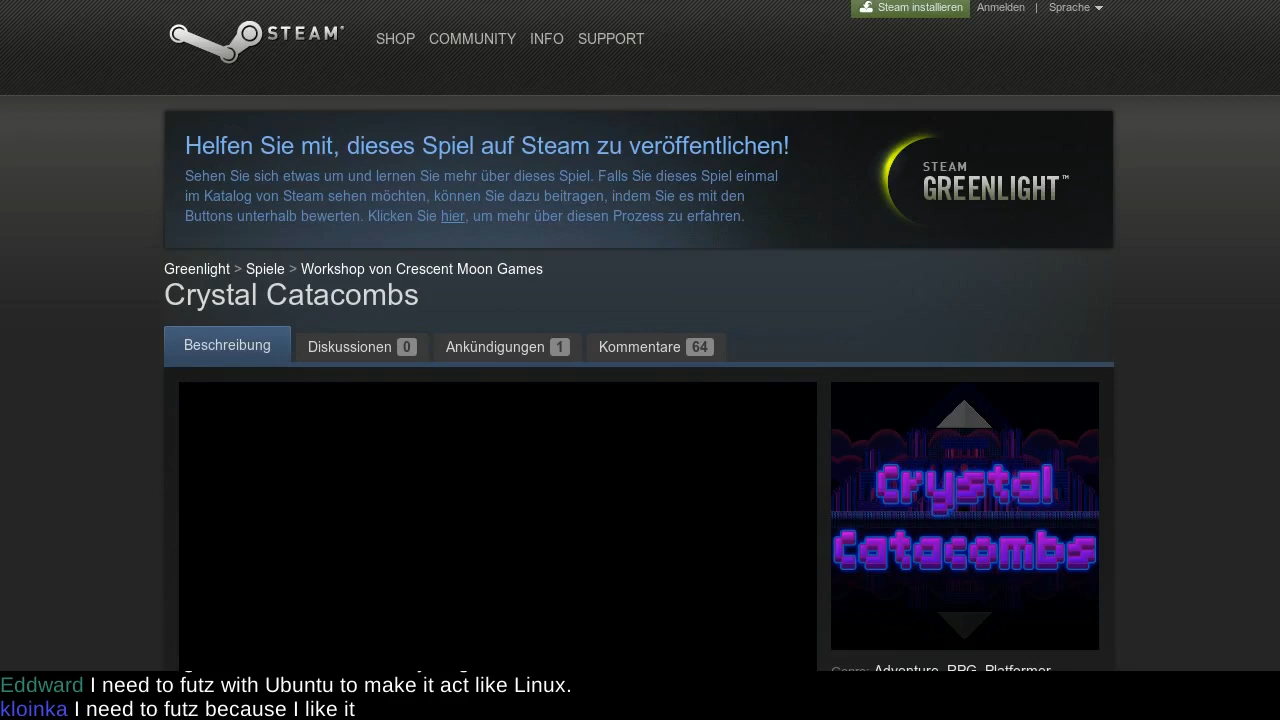 Steam installieren Anmelden | Sprache
STEAM
SHOP COMMUNITY INFO SUPPORT
Helfen Sie mit, dieses Spiel auf Steam zu veröffentlichen!
Sehen Sie sich etwas um und lernen Sie mehr über dieses Spiel. Falls Sie dieses Spiel einmal
im Katalog von Steam sehen möchten, können Sie dazu beitragen, indem Sie es mit den
Buttons unterhalb bewerten. Klicken Sie hier, um mehr über diesen Prozess zu erfahren.
STEAM
GREENLIGHT™
Greenlight > Spiele > Workshop von Crescent Moon Games
Crystal Catacombs
Beschreibung Diskussionen 0 Ankündigungen 1 Kommentare 64
Crystal
Catacombs
Genre: Adventure, RPG, Platformer
Eddward I need to futz with Ubuntu to make it act like Linux.
kloinka I need to futz because I like it